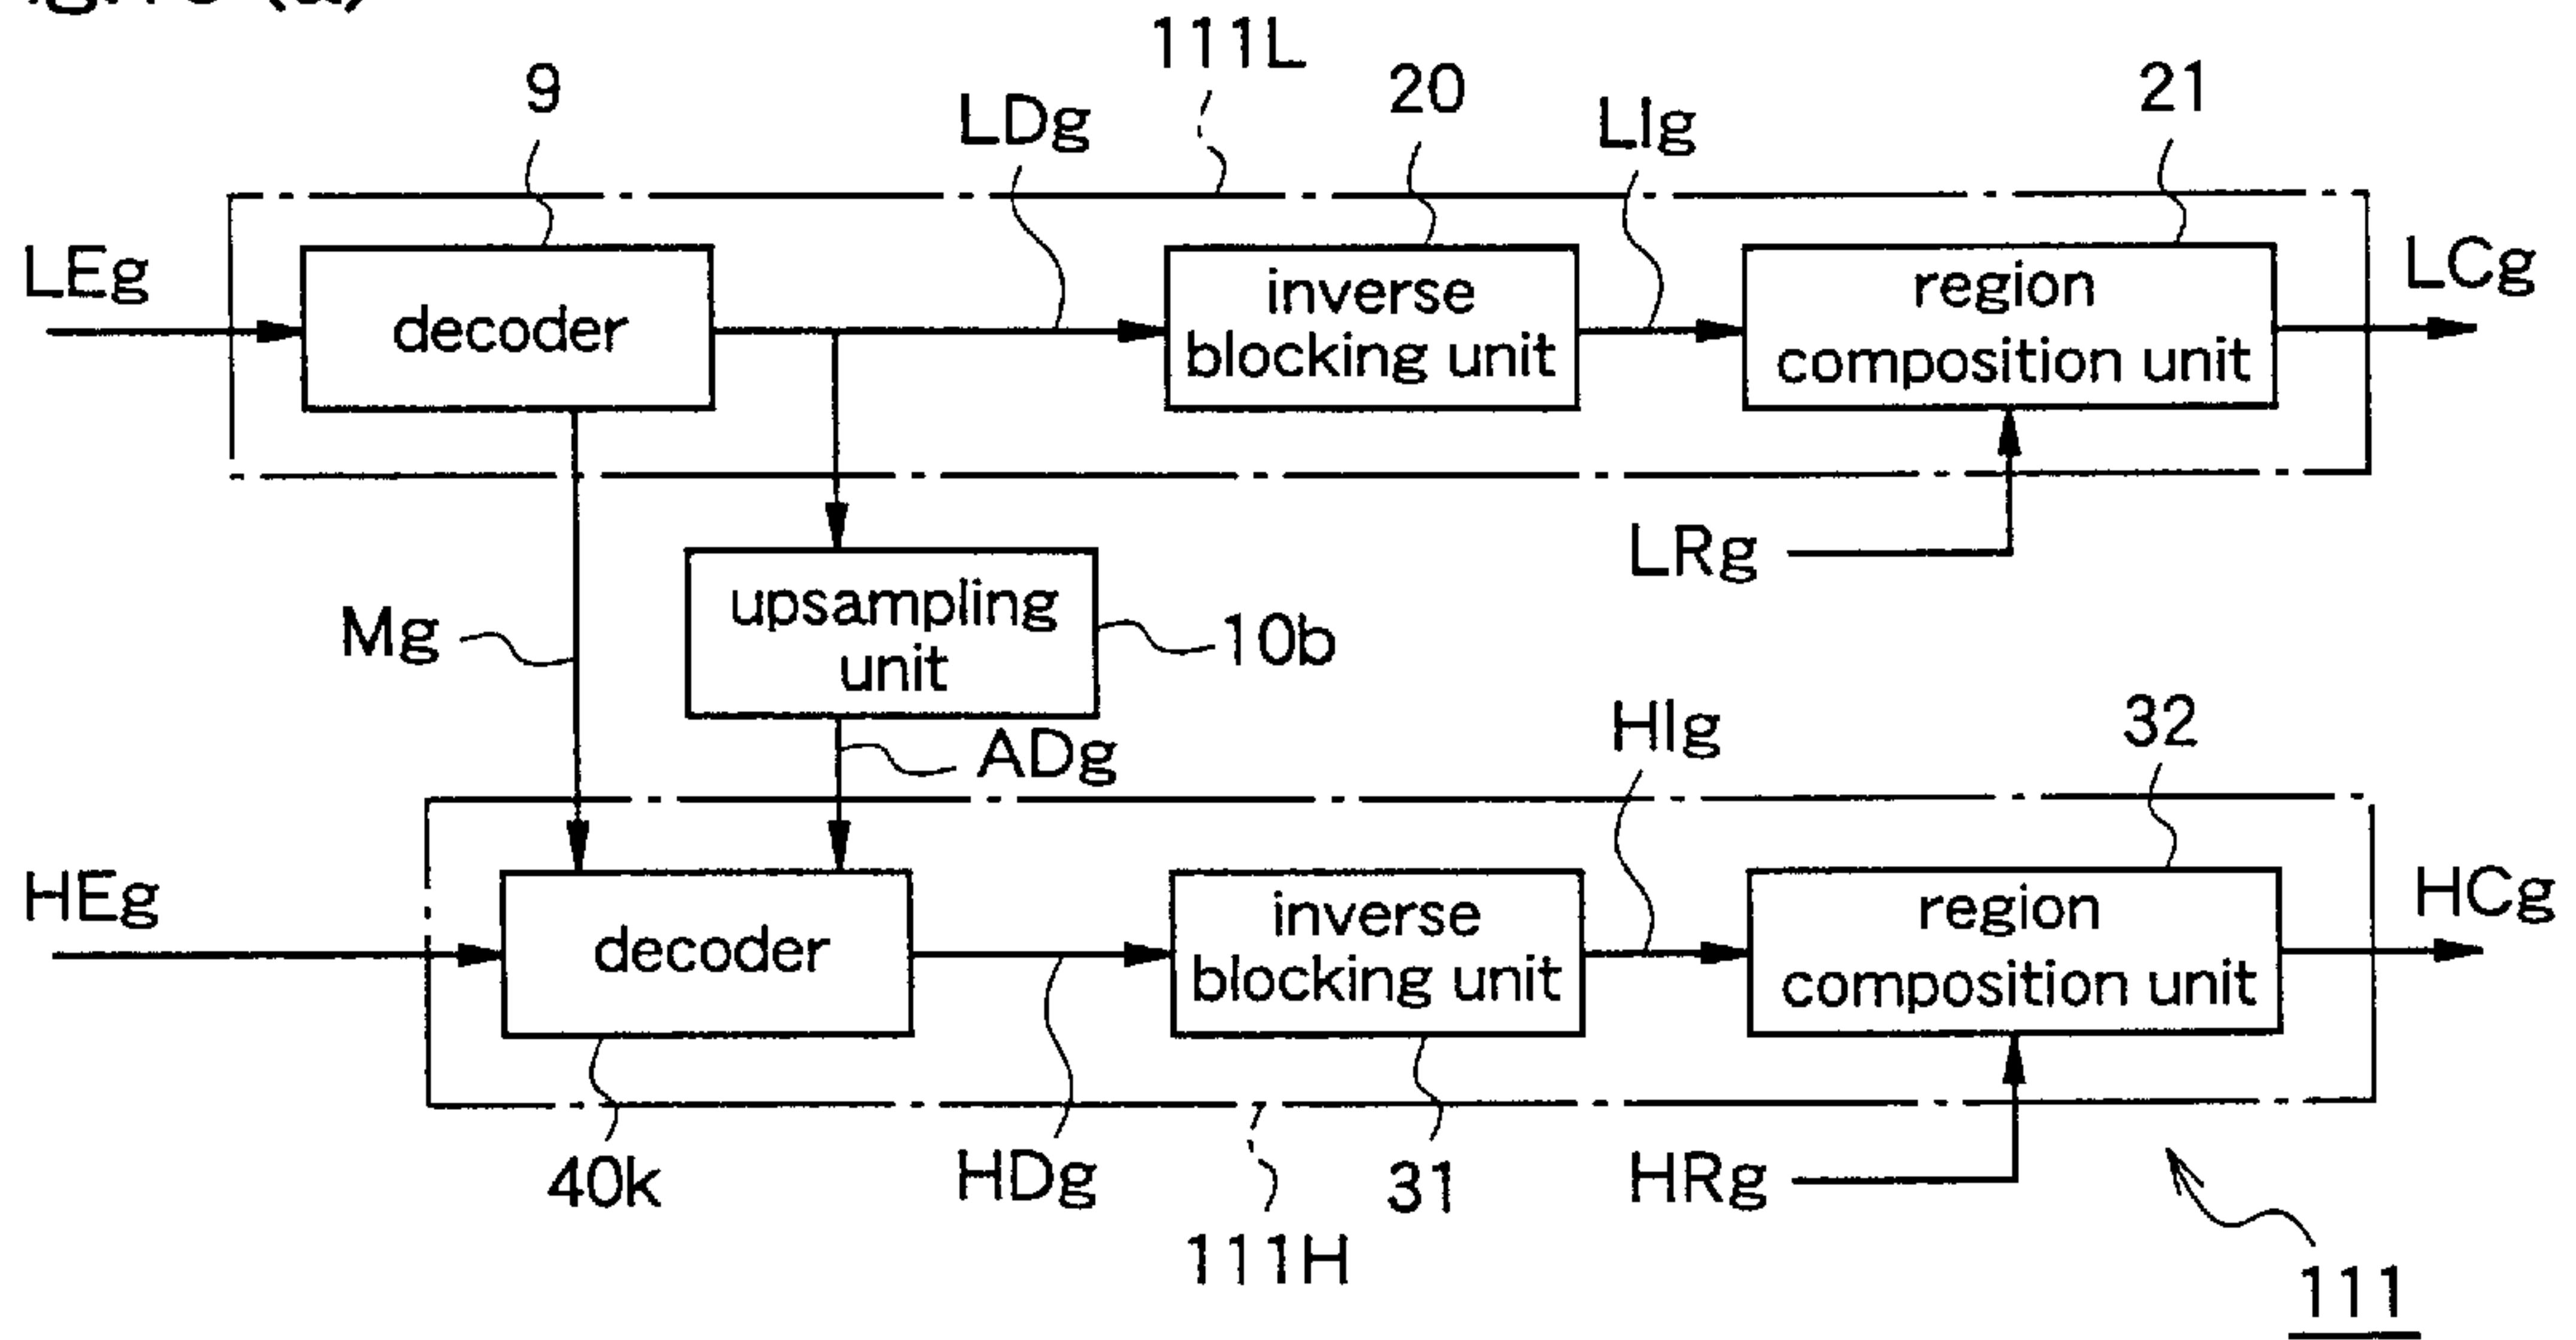 111L
9
LDg
20
LIg
21
LEg
decoder
inverse
blocking unit
region
composition unit
LCg
LRg
Mg
upsampling
unit
10b
ADg
HIg
32
HEg
decoder
inverse
blocking unit
region
composition unit
HCg
40k
HDg
31
HRg
111H
111